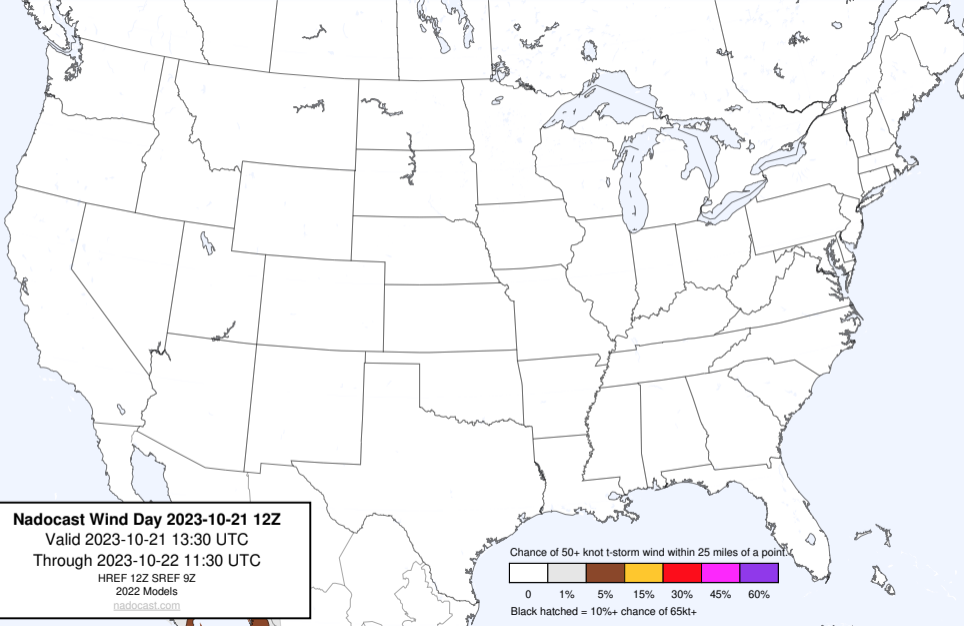 Nadocast Wind Day 2023-10-21 12Z
Valid 2023-10-21 13:30 UTC
Through 2023-10-22 11:30 UTC
HREF 12Z SREF 9Z
2022 Models
nadocast.com
Chance of 50+ knot t-storm wind within 25 miles of a point.
0 1% 5% 15% 30% 45% 60%
Black hatched = 10%+ chance of 65kt+